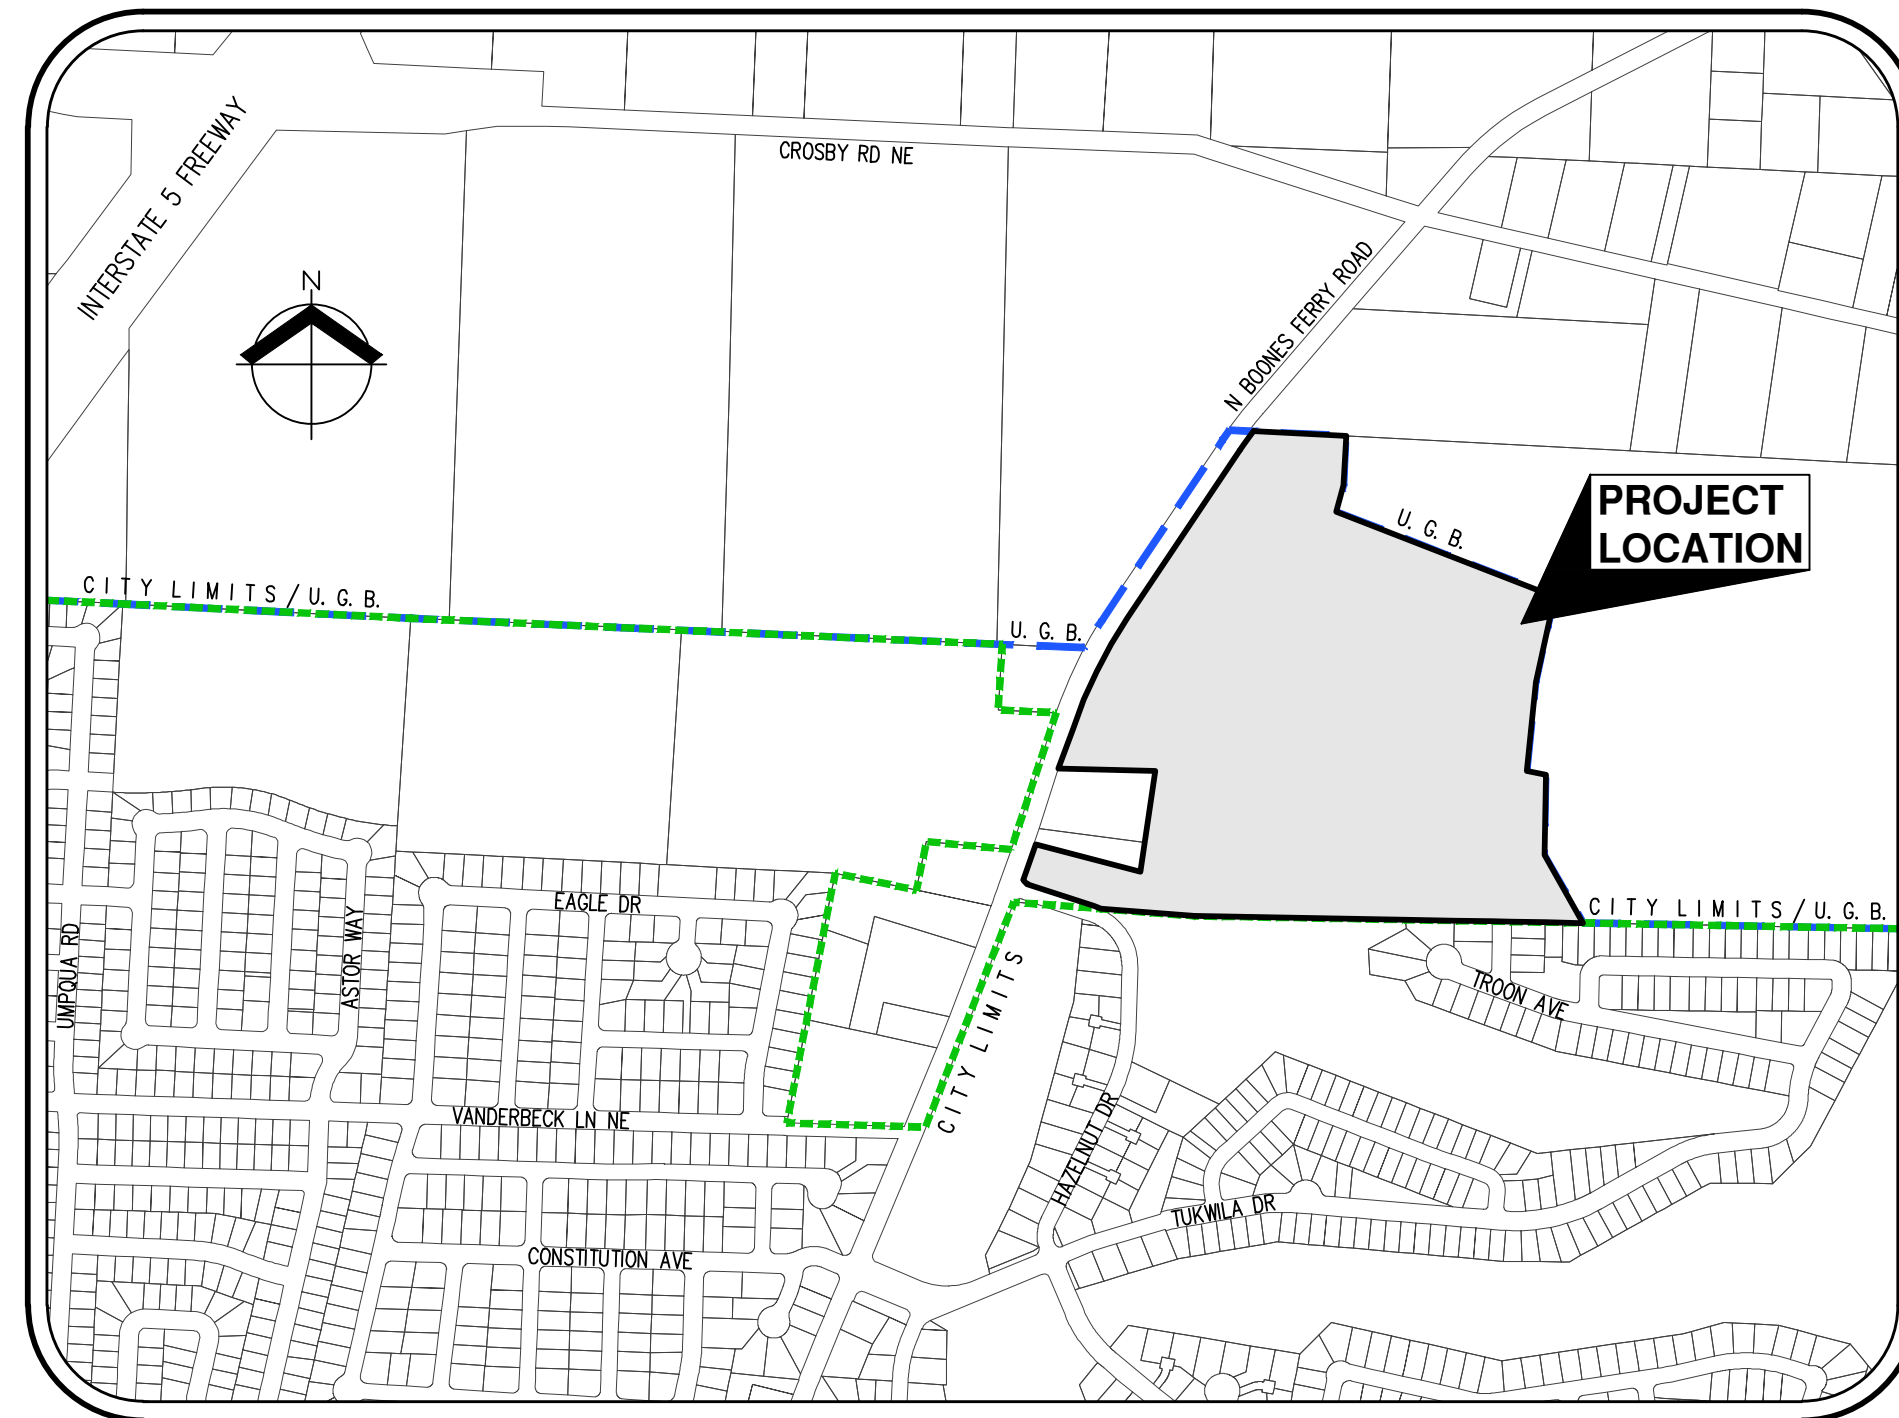 CROSBY RD NE
INTERSTATE 5 FREEWAY
N
N BOONES FERRY ROAD
PROJECT
LOCATION
U. G. B.
CITY LIMITS/U. G. B.
U. G. B.
EAGLE DR
CITY LIMITS/U. G. B.
UMPQUA RD
ASTOR WAY
CITY LIMITS
TROON AVE
VANDERBECK LN NE
HAZELNUT DR
TUKWILA DR
CONSTITUTION AVE